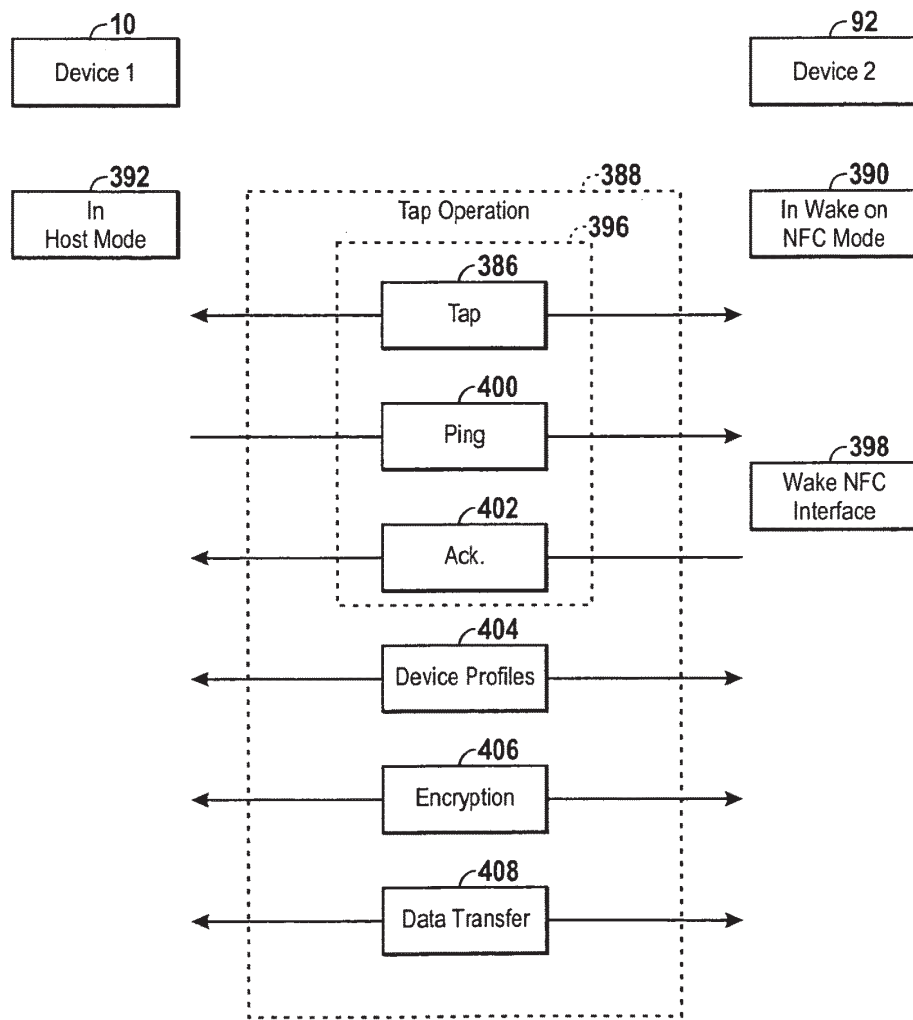 10
Device 1
92
Device 2
392
In
Host Mode
388
Tap Operation
390
In Wake on
NFC Mode
396
386
Tap
400
Ping
398
Wake NFC
Interface
402
Ack.
404
Device Profiles
406
Encryption
408
Data Transfer